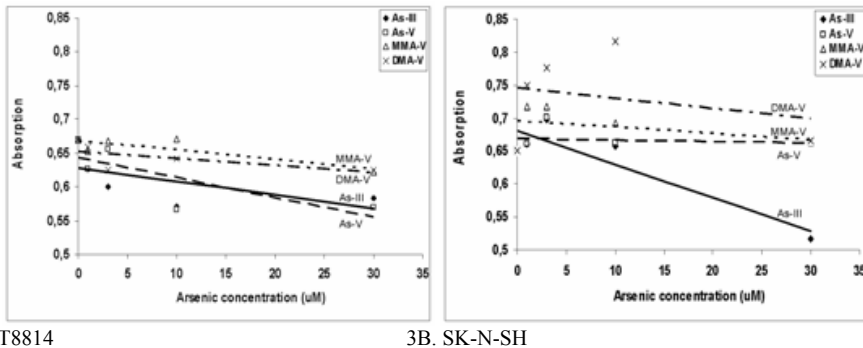 0,85
0,8
0,75
0,7
0,65
0,6
0,55
0,5
Absorption
As-III
As-V
MMA-V
DMA-V
MMA-V
DMA-V
As-III
As-V
0 5 10 15 20 25 30 35
Arsenic concentration (uM)
0,85
0,8
0,75
0,7
0,65
0,6
0,55
0,5
Absorption
As-III
As-V
MMA-V
DMA-V
DMA-V
MMA-V
As-V
As-III
0 5 10 15 20 25 30 35
Arsenic concentration (uM)
T8814 3B. SK-N-SH